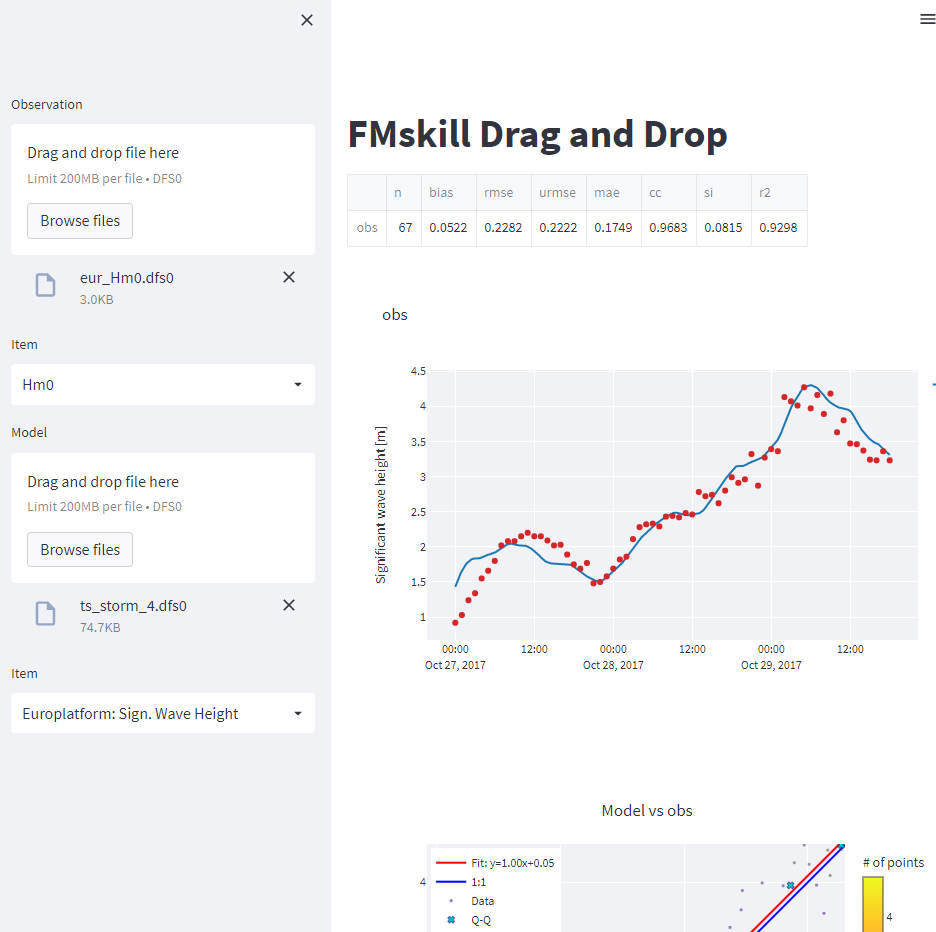 Observation
Drag and drop file here
Limit 200MB per file • DFS0
Browse files
eur_Hm0.dfs0
3.0KB
Item
Hm0
Model
Drag and drop file here
Limit 200MB per file • DFS0
Browse files
ts_storm_4.dfs0
74.7KB
Item
Europlatform: Sign. Wave Height
FMskill Drag and Drop
n bias rmse urmse mae cc si r2
obs 67 0.0522 0.2282 0.2222 0.1749 0.9683 0.0815 0.9298
obs
Significant wave height [m]
4.5
4
3.5
3
2.5
2
1.5
1
00:00 12:00 00:00 12:00 00:00 12:00
Oct 27, 2017 Oct 28, 2017 Oct 29, 2017
Model vs obs
4
Fit: y=1.00x+0.05
1:1
Data
Q-Q
# of points
4